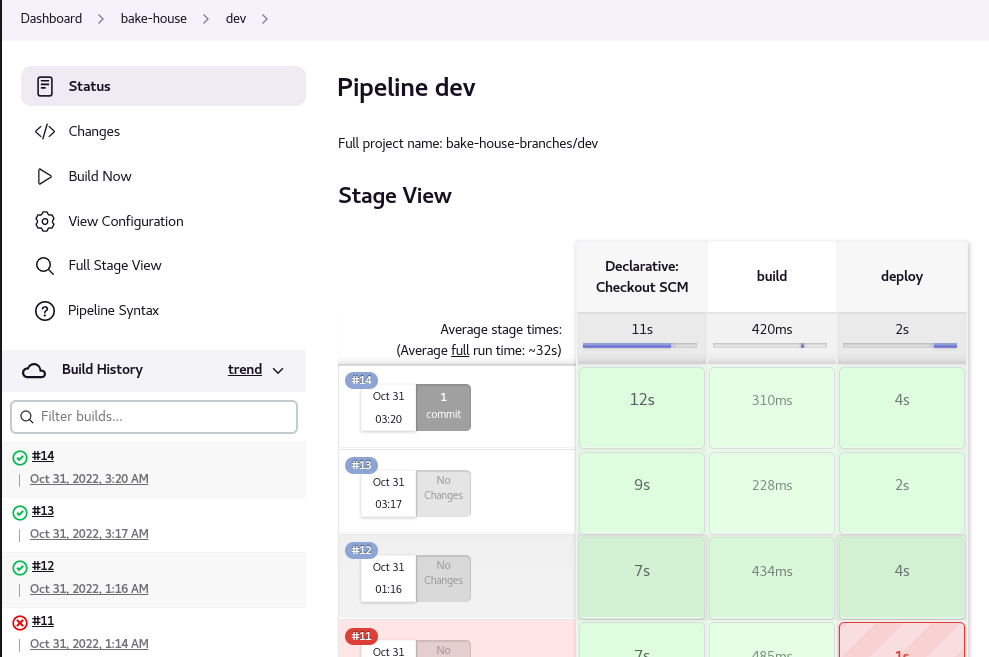 Dashboard > bake-house > dev >
Status
Changes
Build Now
View Configuration
Full Stage View
Pipeline Syntax
Build History trend
Filter builds...
#14
Oct 31, 2022, 3:20 AM
#13
Oct 31, 2022, 3:17 AM
#12
Oct 31, 2022, 1:16 AM
#11
Oct 31, 2022, 1:14 AM
Pipeline dev
Full project name: bake-house-branches/dev
Stage View
Declarative:
Checkout SCM
build
deploy
Average stage times:
(Average full run time: ~32s)
11s
420ms
2s
#14
Oct 31
03:20
1
commit
12s
310ms
4s
#13
Oct 31
03:17
No
Changes
9s
228ms
2s
#12
Oct 31
01:16
No
Changes
7s
434ms
4s
#11
Oct 31
No
7s
485ms
1s